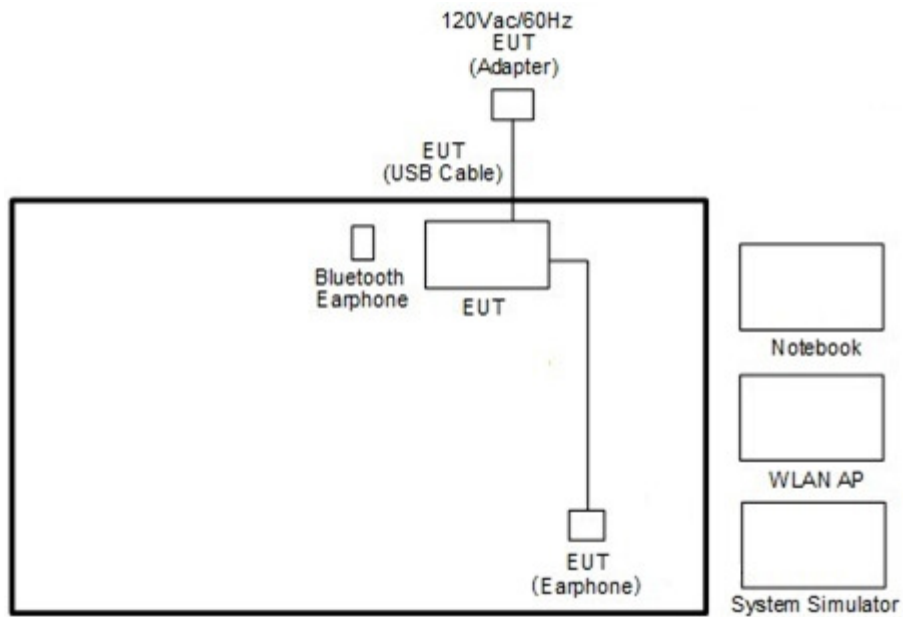 120Vac/60Hz
EUT
(Adapter)
EUT
(USB Cable)
Bluetooth
Earphone
EUT
Notebook
WLAN AP
EUT
(Earphone)
System Simulator